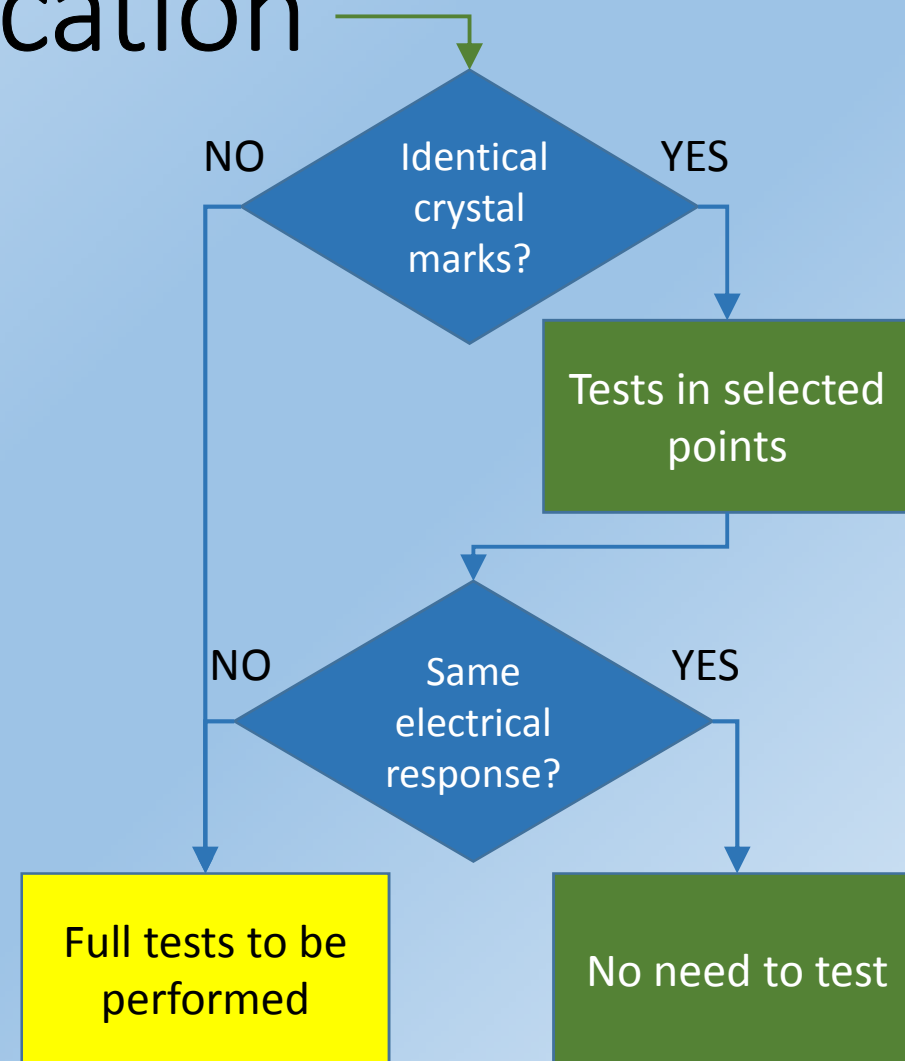 cation
NO
Identical
crystal
marks?
YES
Tests in selected
points
NO
Same
electrical
response?
YES
Full tests to be
performed
No need to test